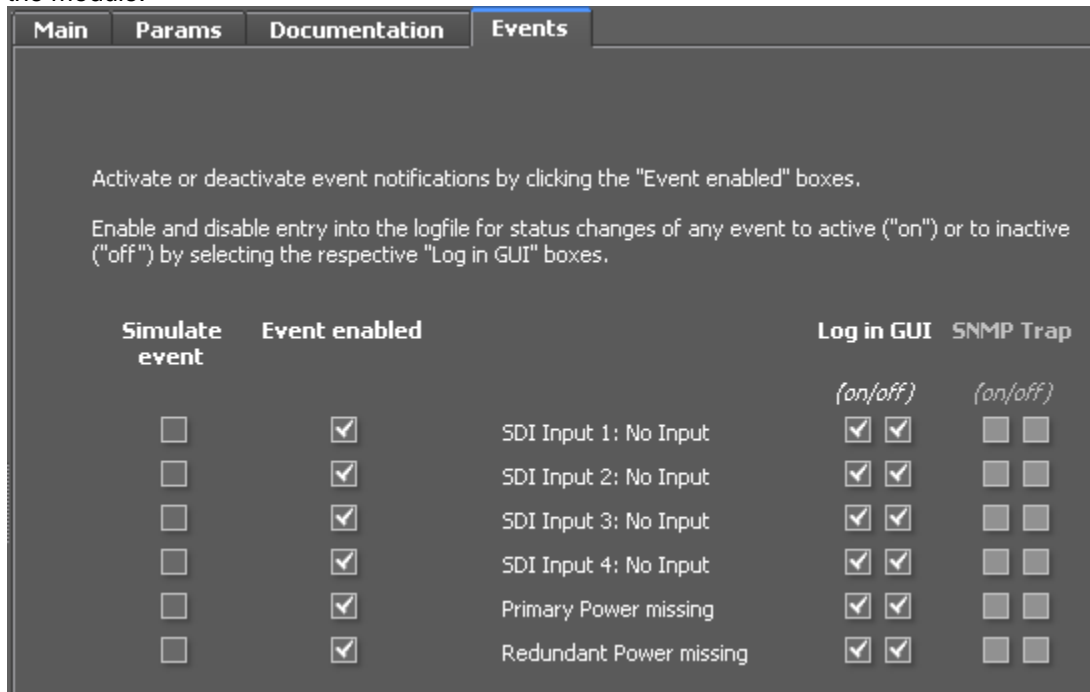 the module.
Main Params Documentation Events
Activate or deactivate event notifications by clicking the "Event enabled" boxes.
Enable and disable entry into the logfile for status changes of any event to active ("on") or to inactive
("off") by selecting the respective "Log in GUI" boxes.
Simulate event Event enabled Log in GUI SNMP Trap
(on/off) (on/off)
SDI Input 1: No Input
SDI Input 2: No Input
SDI Input 3: No Input
SDI Input 4: No Input
Primary Power missing
Redundant Power missing